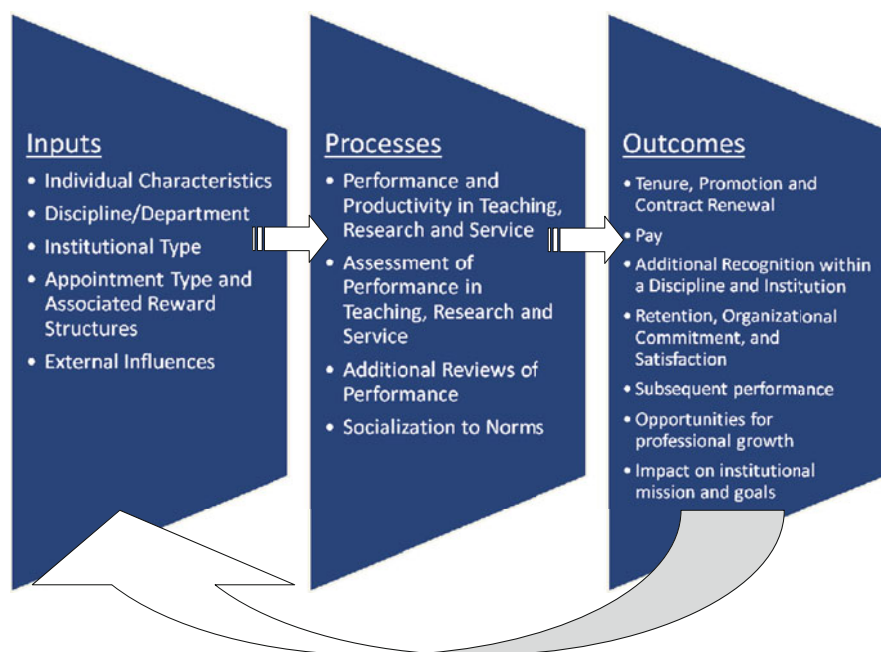 Inputs
• Individual Characteristics
• Discipline/Department
• Institutional Type
• Appointment Type and
Associated Reward
Structures
• External Influences
Processes
• Performance and
Productivity in Teaching,
Research and Service
• Assessment of
Performance in
Teaching, Research and
Service
• Additional Reviews of
Performance
• Socialization to Norms
Outcomes
• Tenure, Promotion and
Contract Renewal
• Pay
• Additional Recognition within
a Discipline and Institution
• Retention, Organizational
Commitment, and
Satisfaction
• Subsequent performance
• Opportunities for
professional growth
• Impact on institutional
mission and goals